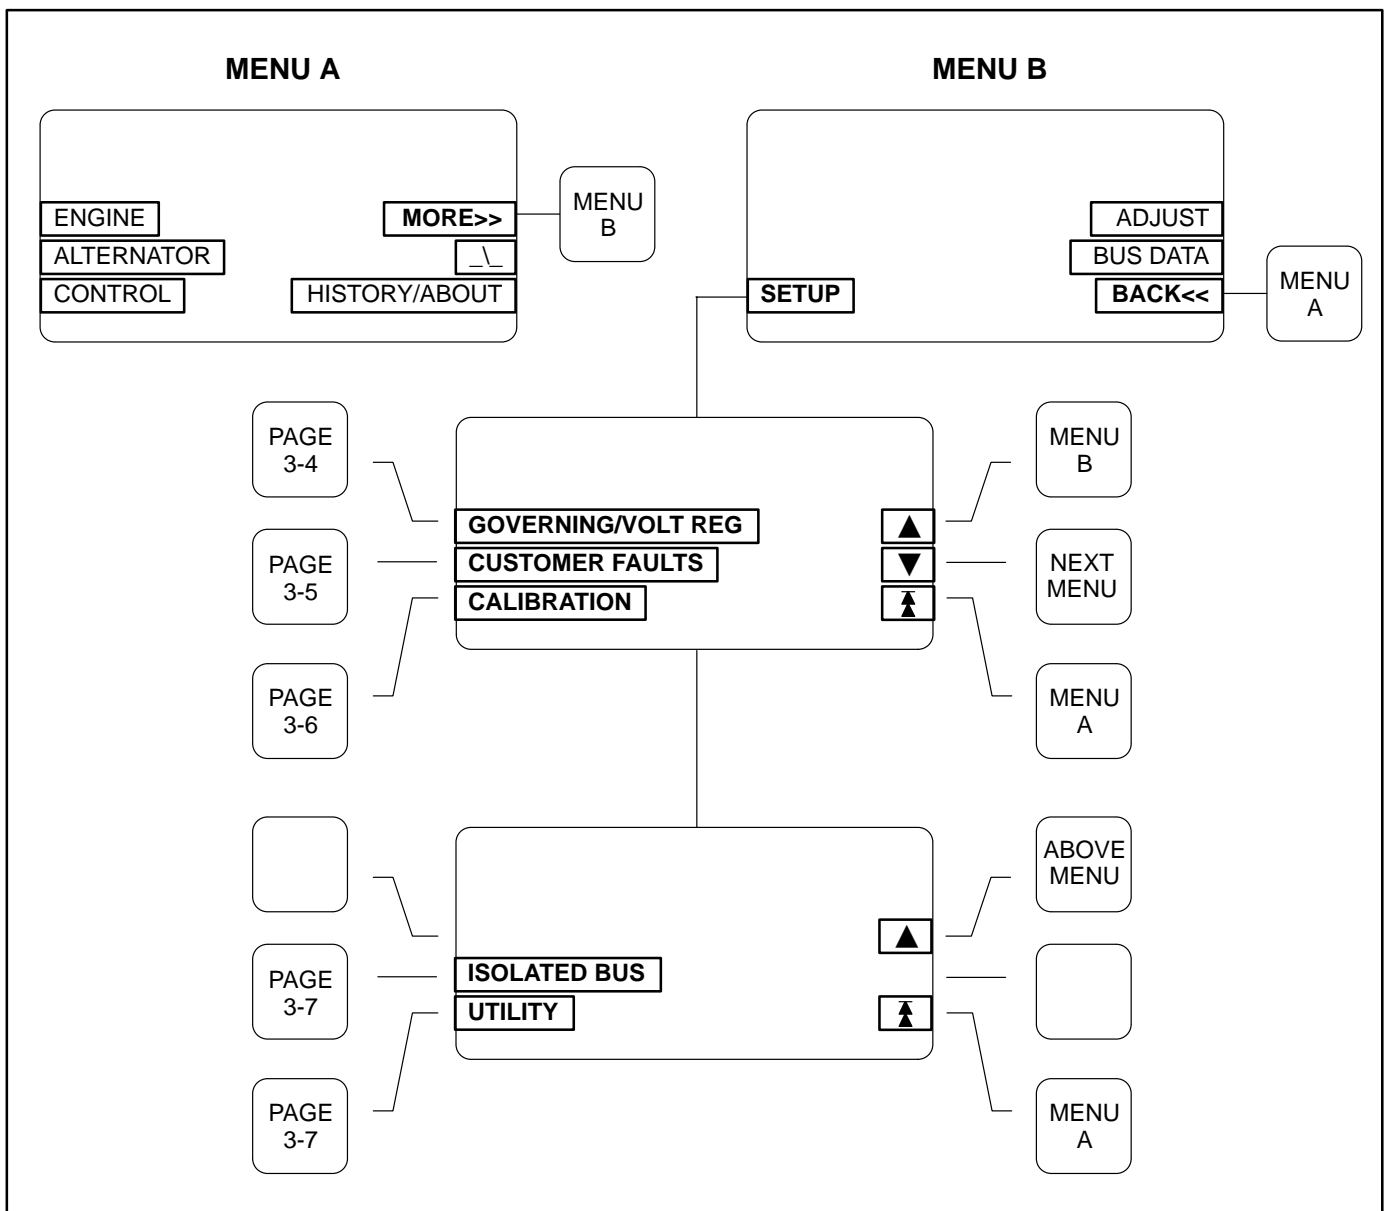 MENU A
MENU B
ENGINE
MORE>>
ALTERNATOR
_\_
CONTROL
HISTORY/ABOUT
MENU
B
ADJUST
BUS DATA
SETUP
BACK<<
MENU
A
PAGE
3-4
PAGE
3-5
PAGE
3-6
GOVERNING/VOLT REG
▲
CUSTOMER FAULTS
▼
CALIBRATION
MENU
B
NEXT
MENU
MENU
A
PAGE
3-7
PAGE
3-7
▲
ISOLATED BUS
UTILITY
ABOVE
MENU
MENU
A